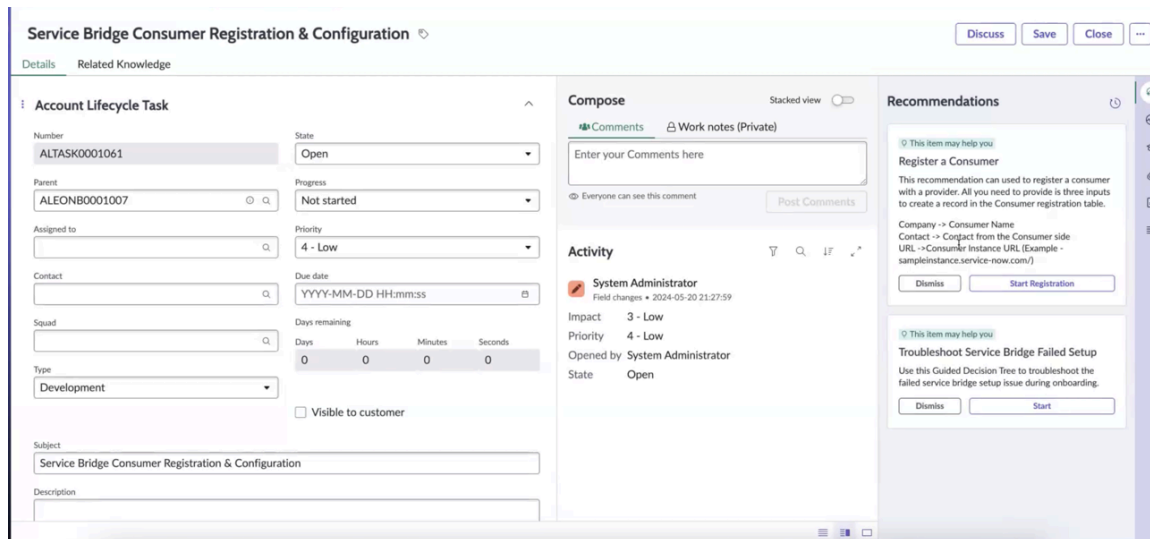 Service Bridge Consumer Registration & Configuration
Discuss
Save
Close
Details
Related Knowledge
Account Lifecycle Task
Number
ALTASK0001061
Parent
ALEONB0001007
Assigned to
Contact
Squad
Type
Development
State
Open
Progress
Not started
Priority
4 - Low
Due date
YYYY-MM-DD HH:mm:ss
Days remaining
Days Hours Minutes Seconds
0 0 0 0
Visible to customer
Subject
Service Bridge Consumer Registration & Configuration
Description
Compose
Stacked view
Comments
Work notes (Private)
Enter your Comments here
Everyone can see this comment
Post Comments
Activity
System Administrator
Field changes • 2024-05-20 21:27:59
Impact 3 - Low
Priority 4 - Low
Opened by System Administrator
State Open
Recommendations
This item may help you
Register a Consumer
This recommendation can used to register a consumer
with a provider. All you need to provide is three inputs
to create a record in the Consumer registration table.
Company -> Consumer Name
Contact -> Contact from the Consumer side
URL ->Consumer Instance URL (Example -
sampleinstance.service-now.com/)
Dismiss
Start Registration
This item may help you
Troubleshoot Service Bridge Failed Setup
Use this Guided Decision Tree to troubleshoot the
failed service bridge setup issue during onboarding.
Dismiss
Start